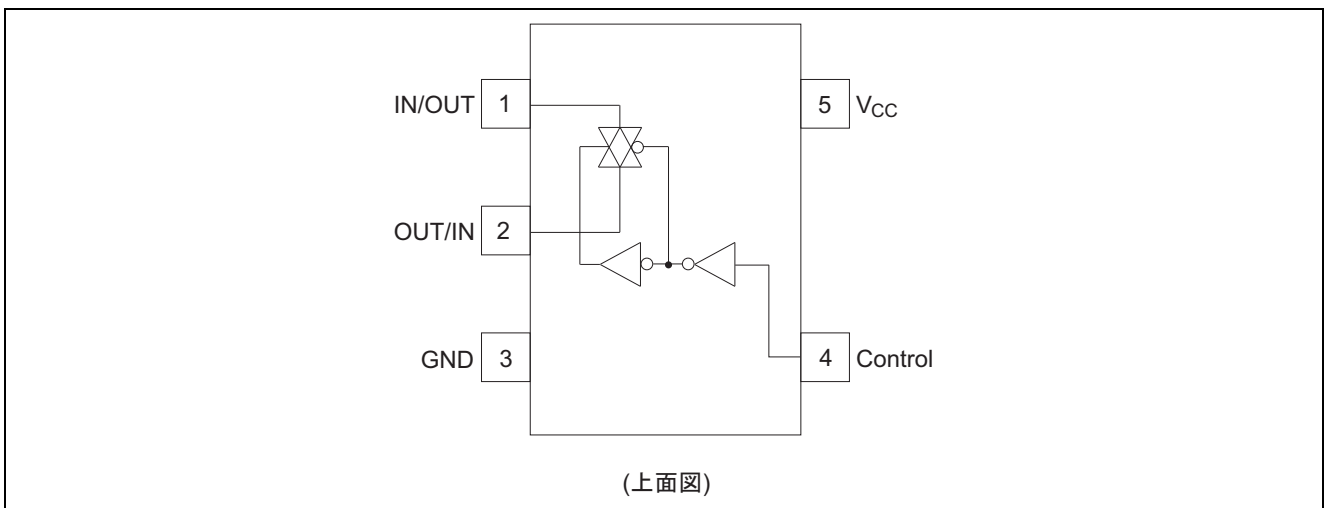 IN/OUT 1
5 VCC
OUT/IN 2
GND 3
4 Control
(上面図)